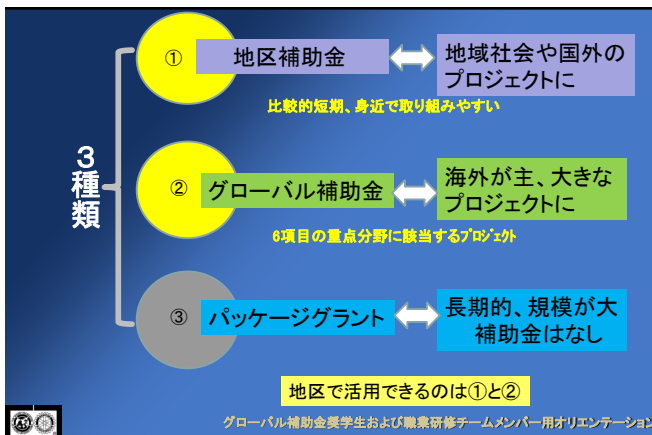 3種類
①
地区補助金
地域社会や国外の
プロジェクトに
比較的短期、身近で取り組みやすい
②
グローバル補助金
海外が主、大きな
プロジェクトに
6項目の重点分野に該当するプロジェクト
③
パッケージグラント
長期的、規模が大
補助金はなし
地区で活用できるのは①と②
グローバル補助金奨学生および職業研修チームメンバー用オリエンテーション